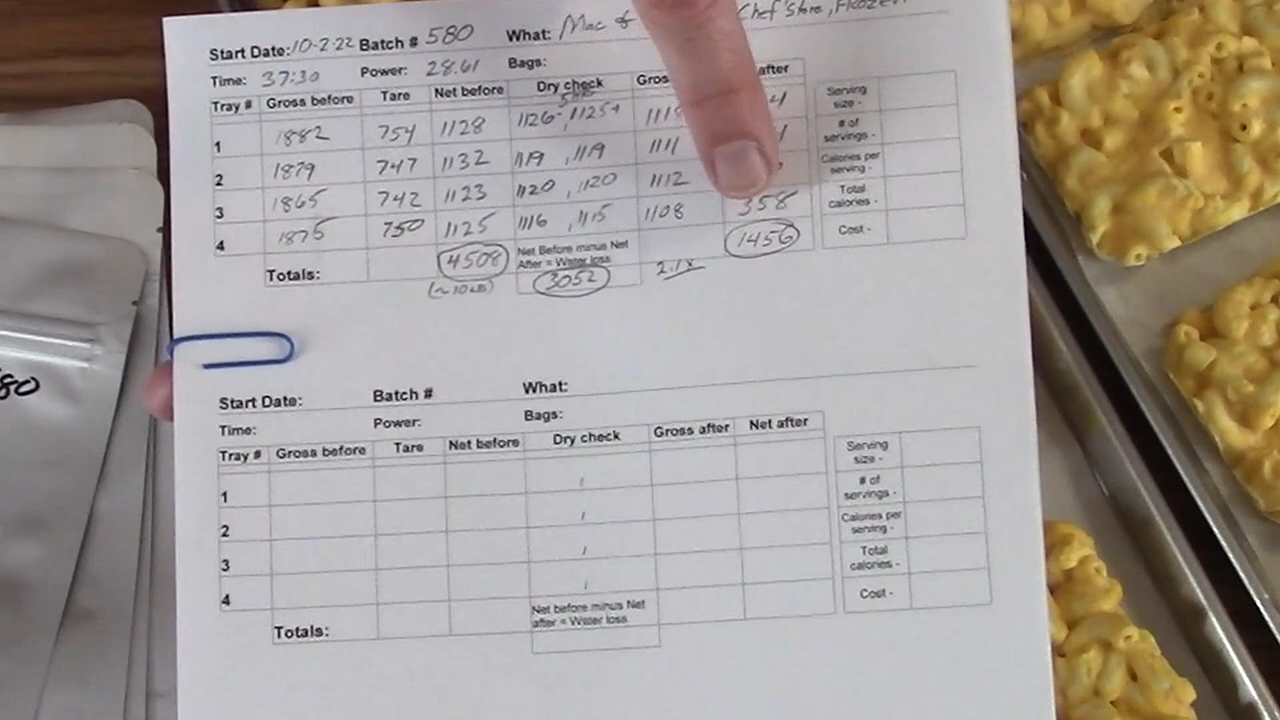 Start Date: 10-2-22 Batch # 580 What: Mac & Chef Store, Frozen
Time: 37:30 Power: 28.61 Bags:
Tray # Gross before Tare Net before Dry check after
1 1882 754 1128 1126- , 1125+ 4
2 1879 747 1132 1119 , 1119 1111
3 1865 742 1123 1120 , 1120 1112
4 1875 750 1125 1116 , 1115 1108 358
Totals: 4508 Net Before minus Net After = Water loss 1456
(~10 LB) 3052 2.1x
Serving size -
# of servings -
Calories per serving -
Total calories -
Cost -
80
Start Date: Batch # What:
Time: Power: Bags:
Tray # Gross before Tare Net before Dry check Gross after Net after
1 ,
2 ,
3 ,
4 ,
Totals: Net before minus Net after = Water loss
Serving size -
# of servings -
Calories per serving -
Total calories -
Cost -